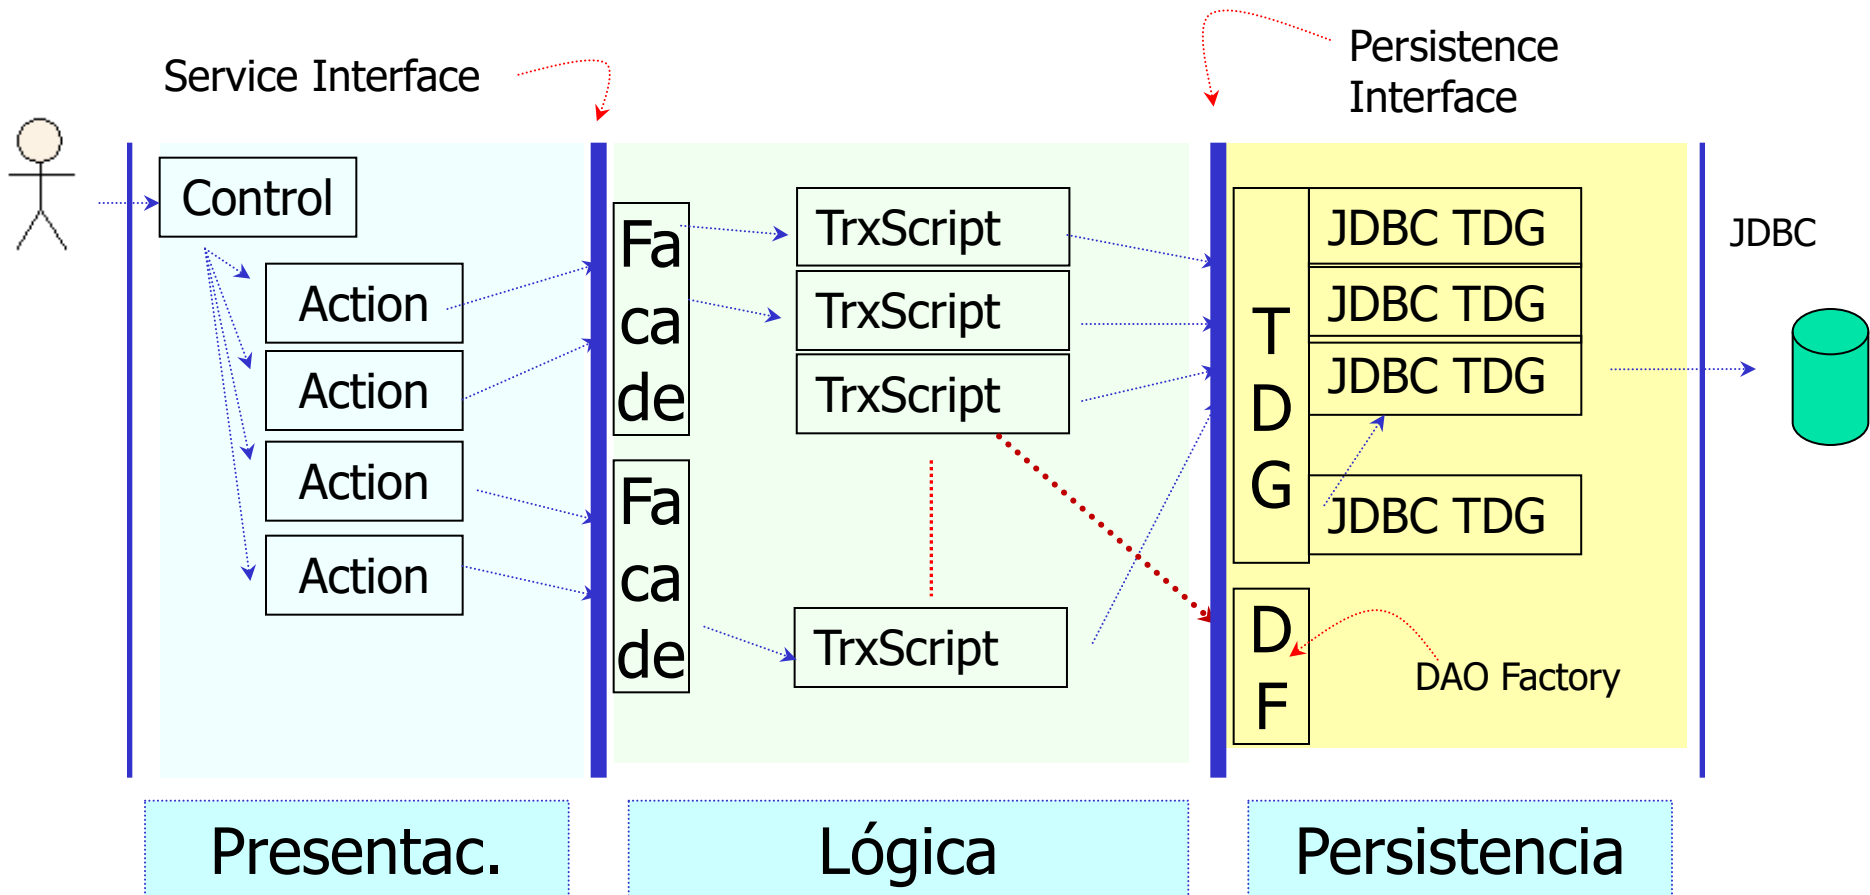 Service Interface
Persistence
Interface
Control
Action
Action
Action
Action
Fa
ca
de
Fa
ca
de
TrxScript
TrxScript
TrxScript
TrxScript
T
D
G
D
F
JDBC TDG
JDBC TDG
JDBC TDG
JDBC TDG
DAO Factory
JDBC
Presentac.
Lógica
Persistencia